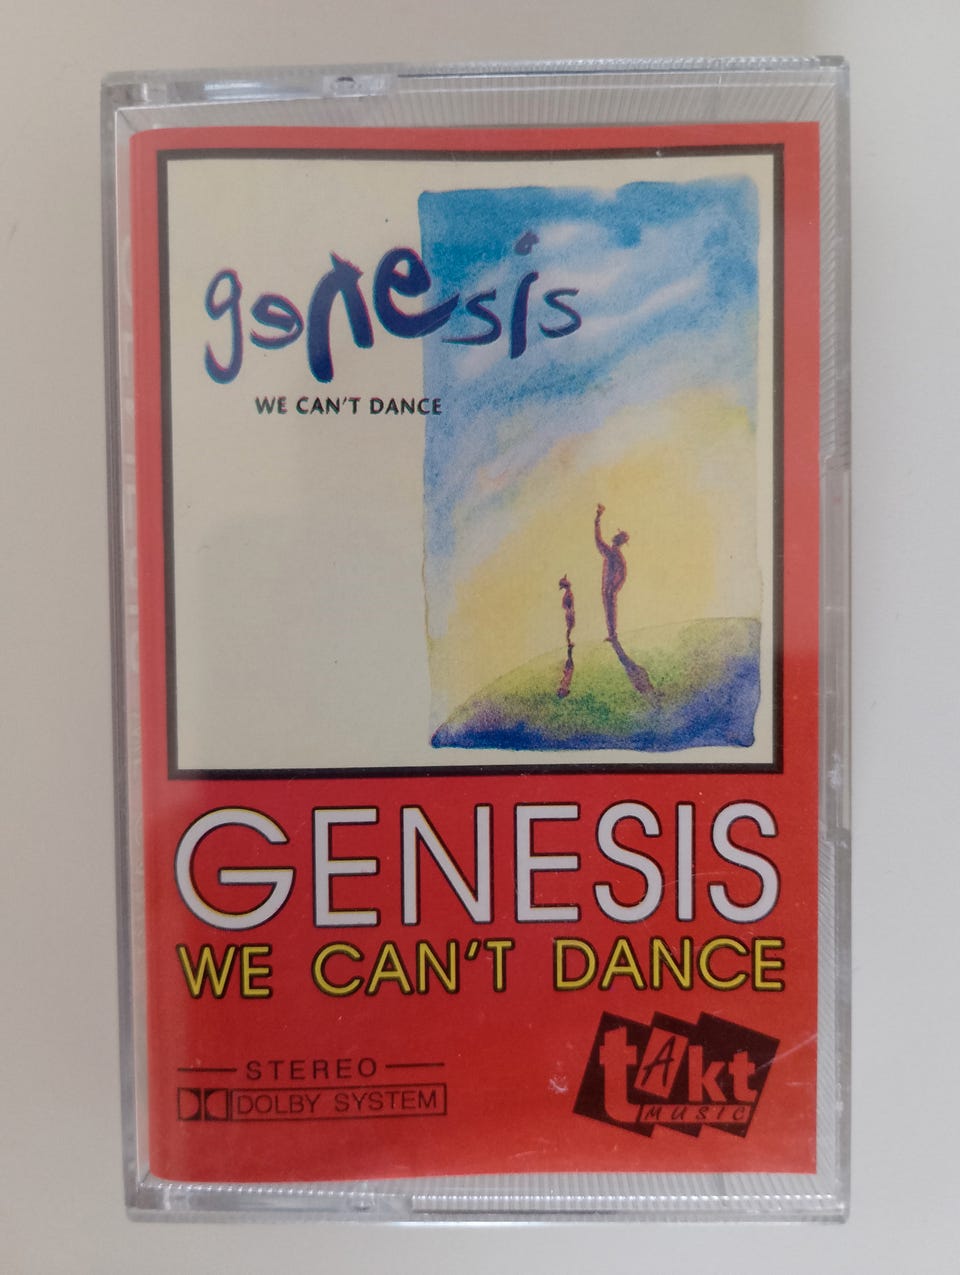 genesis
WE CAN'T DANCE
GENESIS
WE CAN'T DANCE
STEREO
DOLBY SYSTEM
tAkt
MUSIC